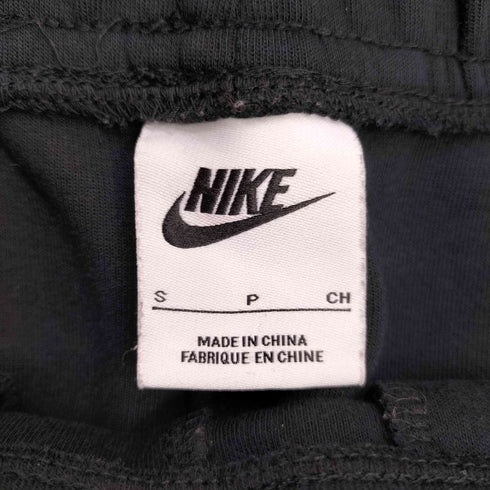 NIKE
S P CH
MADE IN CHINA
FABRIQUE EN CHINE